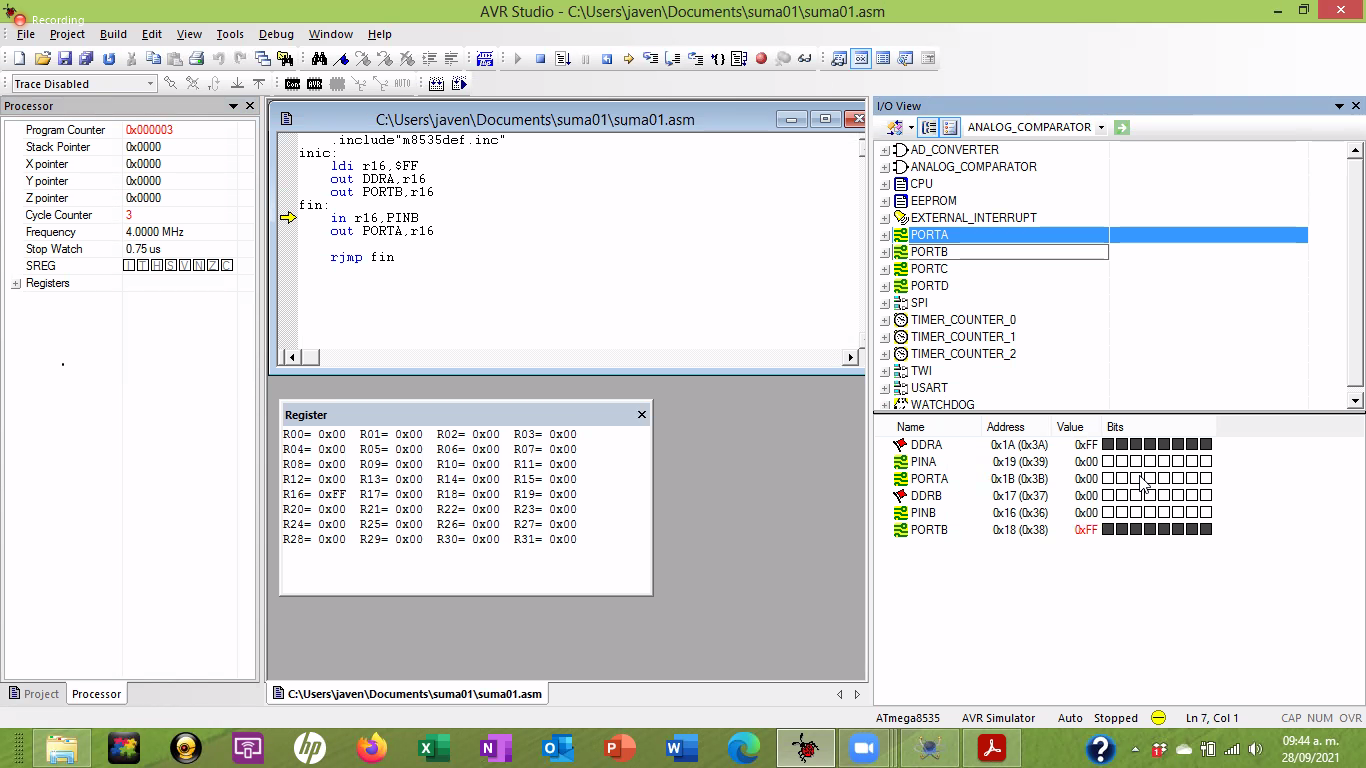 Recording
AVR Studio - C:\Users\javen\Documents\suma01\suma01.asm
File Project Build Edit View Tools Debug Window Help
Trace Disabled
Con AVR AUTO
Processor
Program Counter 0x000003
Stack Pointer 0x0000
X pointer 0x0000
Y pointer 0x0000
Z pointer 0x0000
Cycle Counter 3
Frequency 4.0000 MHz
Stop Watch 0.75 us
SREG I T H S V N Z C
Registers
Project Processor
C:\Users\javen\Documents\suma01\suma01.asm
.include"m8535def.inc"
inic:
ldi r16,$FF
out DDRA,r16
out PORTB,r16
fin:
in r16,PINB
out PORTA,r16
rjmp fin
Register
R00= 0x00 R01= 0x00 R02= 0x00 R03= 0x00
R04= 0x00 R05= 0x00 R06= 0x00 R07= 0x00
R08= 0x00 R09= 0x00 R10= 0x00 R11= 0x00
R12= 0x00 R13= 0x00 R14= 0x00 R15= 0x00
R16= 0xFF R17= 0x00 R18= 0x00 R19= 0x00
R20= 0x00 R21= 0x00 R22= 0x00 R23= 0x00
R24= 0x00 R25= 0x00 R26= 0x00 R27= 0x00
R28= 0x00 R29= 0x00 R30= 0x00 R31= 0x00
C:\Users\javen\Documents\suma01\suma01.asm
I/O View
ANALOG_COMPARATOR
AD_CONVERTER
ANALOG_COMPARATOR
CPU
EEPROM
EXTERNAL_INTERRUPT
PORTA
PORTB
PORTC
PORTD
SPI
TIMER_COUNTER_0
TIMER_COUNTER_1
TIMER_COUNTER_2
TWI
USART
WATCHDOG
Name Address Value Bits
DDRA 0x1A (0x3A) 0xFF
PINA 0x19 (0x39) 0x00
PORTA 0x1B (0x3B) 0x00
DDRB 0x17 (0x37) 0x00
PINB 0x16 (0x36) 0x00
PORTB 0x18 (0x38) 0xFF
ATmega8535 AVR Simulator Auto Stopped Ln 7, Col 1 CAP NUM OVR
09:44 a. m.
28/09/2021